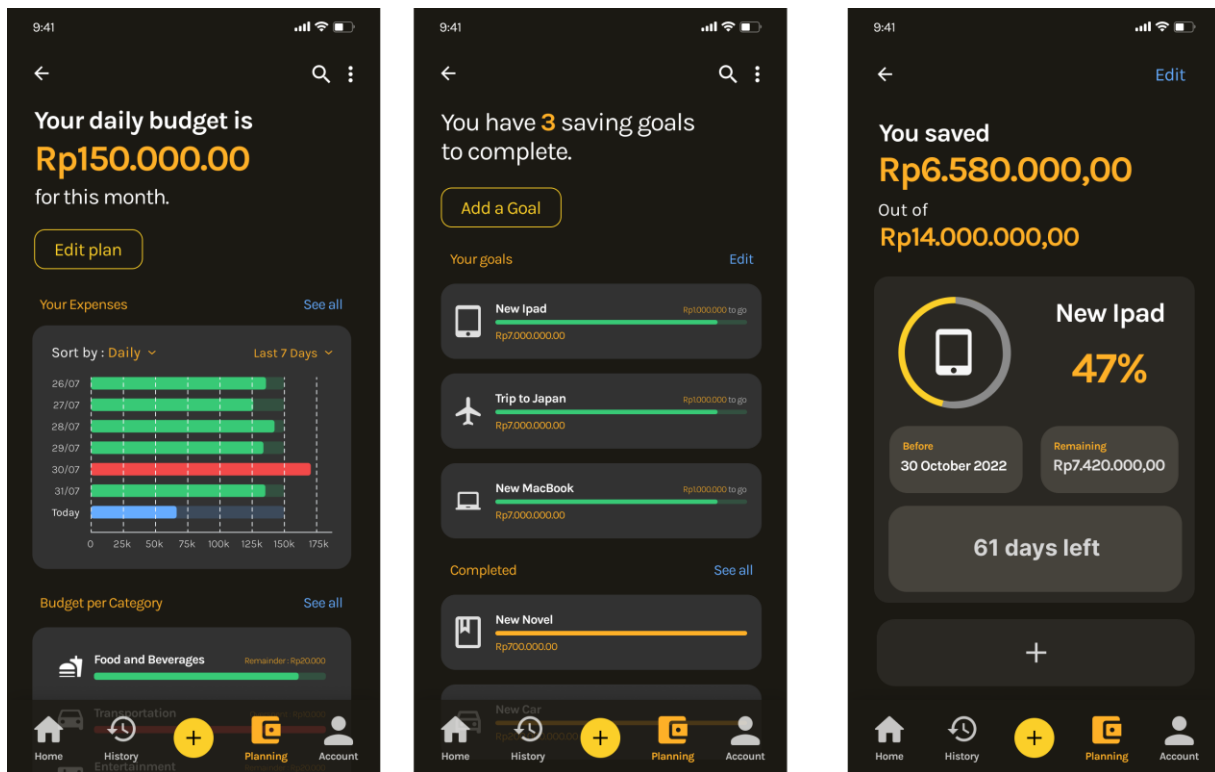 9:41
Your daily budget is
Rp150.000.00
for this month.
Edit plan
Your Expenses See all
Sort by : Daily Last 7 Days
26/07
27/07
28/07
29/07
30/07
31/07
Today
0 25k 50k 75k 100k 125k 150k 175k
Budget per Category See all
Food and Beverages Remainder : Rp20.000
Transportation
Entertainment
Home History + Planning Account
9:41
You have 3 saving goals
to complete.
Add a Goal
Your goals Edit
New Ipad Rp1.000.000 to go
Rp7.000.000.00
Trip to Japan Rp1.000.000 to go
Rp7.000.000.00
New MacBook Rp1.000.000 to go
Rp7.000.000.00
Completed See all
New Novel
Rp700.000.00
New Car
Home History + Planning Account
9:41
Edit
You saved
Rp6.580.000,00
Out of
Rp14.000.000,00
New Ipad
47%
Before
30 October 2022
Remaining
Rp7.420.000,00
61 days left
+
Home History + Planning Account